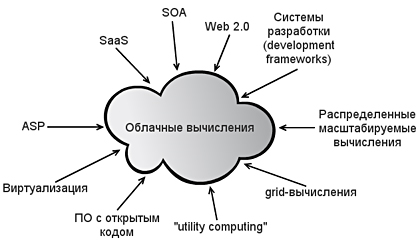 SOA
Web 2.0
Системы
разработки
(development
frameworks)
SaaS
ASP
Облачные вычисления
Распределенные
масштабируемые
вычисления
Виртуализация
ПО с открытым
кодом
"utility computing"
grid-вычисления